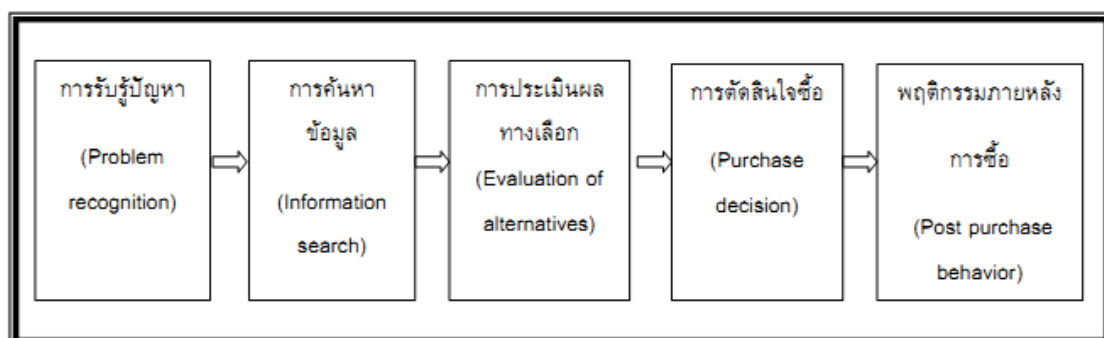 การรับรู้ปัญหา
(Problem
recognition)
การค้นหา
ข้อมูล
(Information
search)
การประเมินผล
ทางเลือก
(Evaluation of
alternatives)
การตัดสินใจซื้อ
(Purchase
decision)
พฤติกรรมภายหลัง
การซื้อ
(Post purchase
behavior)